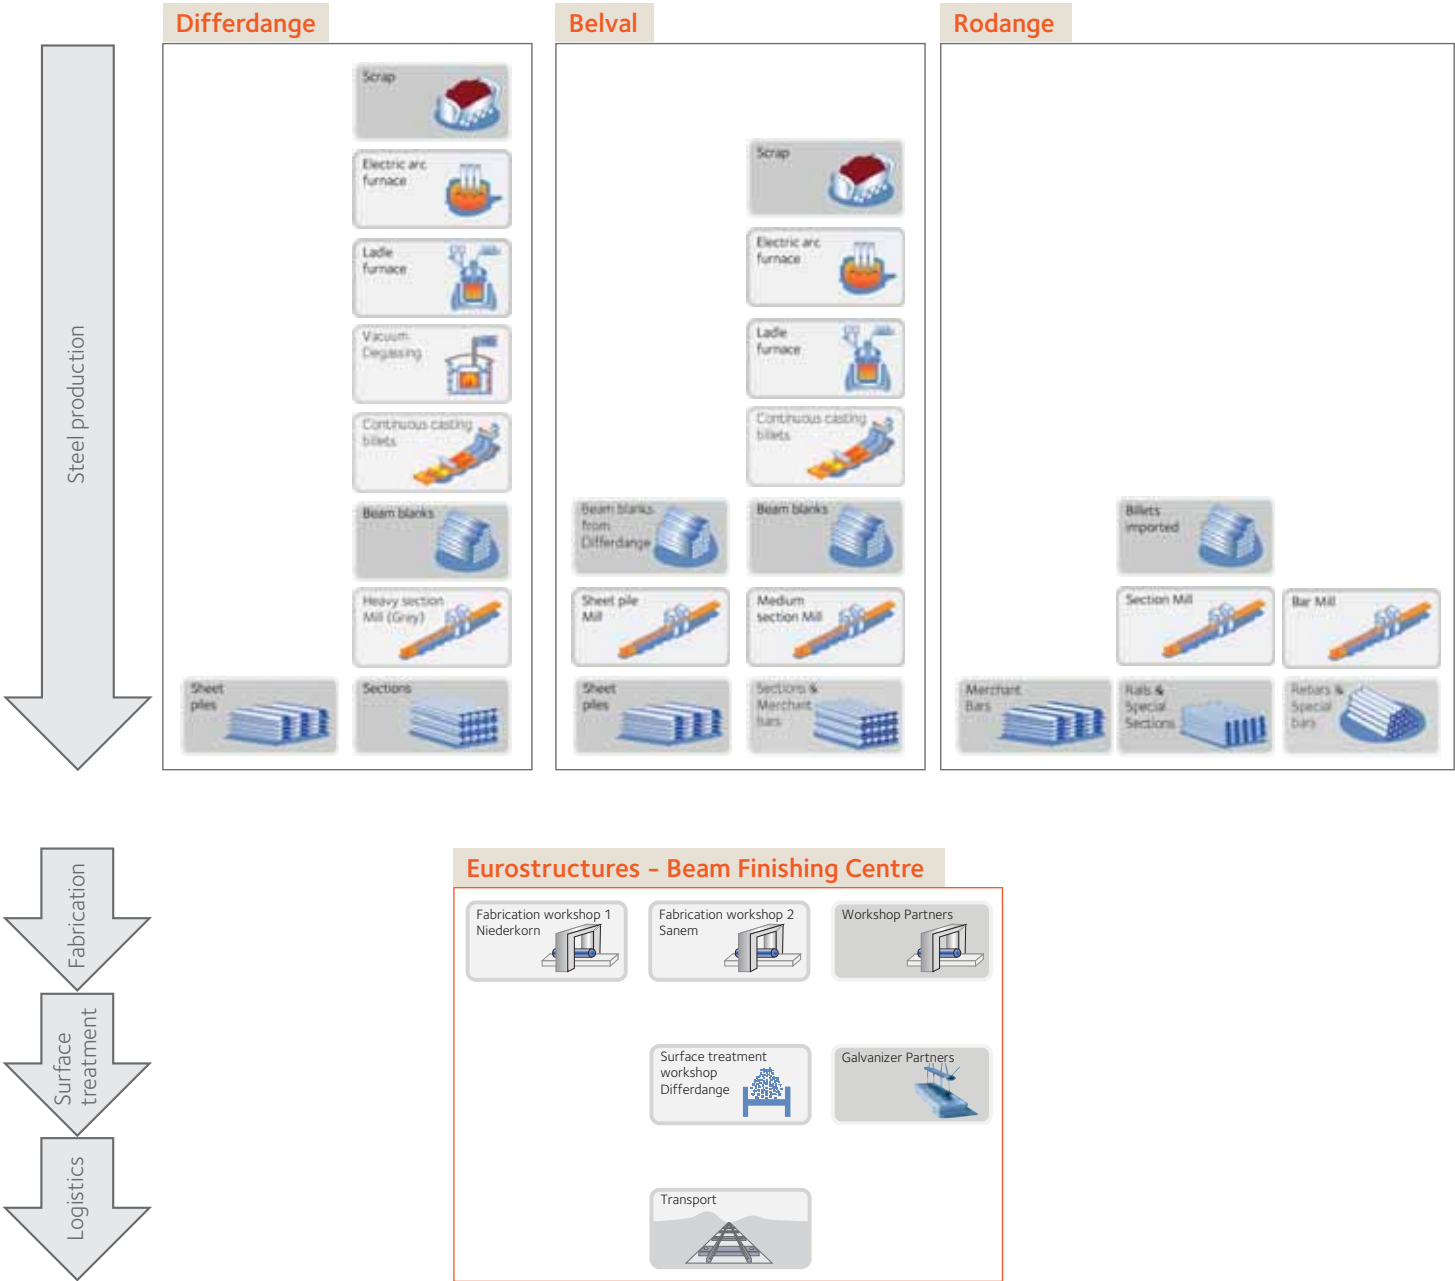 Differdange
Belval
Rodange
Steel production
Scrap
Electric arc
furnace
Ladle
furnace
Vacuum
Degassing
Continuous casting
billets
Beam blanks
Heavy section
Mill (Grey)
Sheet
piles
Sections
Scrap
Electric arc
furnace
Ladle
furnace
Continuous casting
billets
Beam blanks
from
Differdange
Beam blanks
Sheet pile
Mill
Medium
section Mill
Sheet
piles
Sections &
Merchant
bars
Billets
imported
Section Mill
Bar Mill
Merchant
Bars
Rails &
Special
Sections
Rebars &
Special
bars
Eurostructures - Beam Finishing Centre
Fabrication
Fabrication workshop 1
Niederkorn
Fabrication workshop 2
Sanem
Workshop Partners
Surface
treatment
Surface treatment
workshop
Differdange
Galvanizer Partners
Logistics
Transport